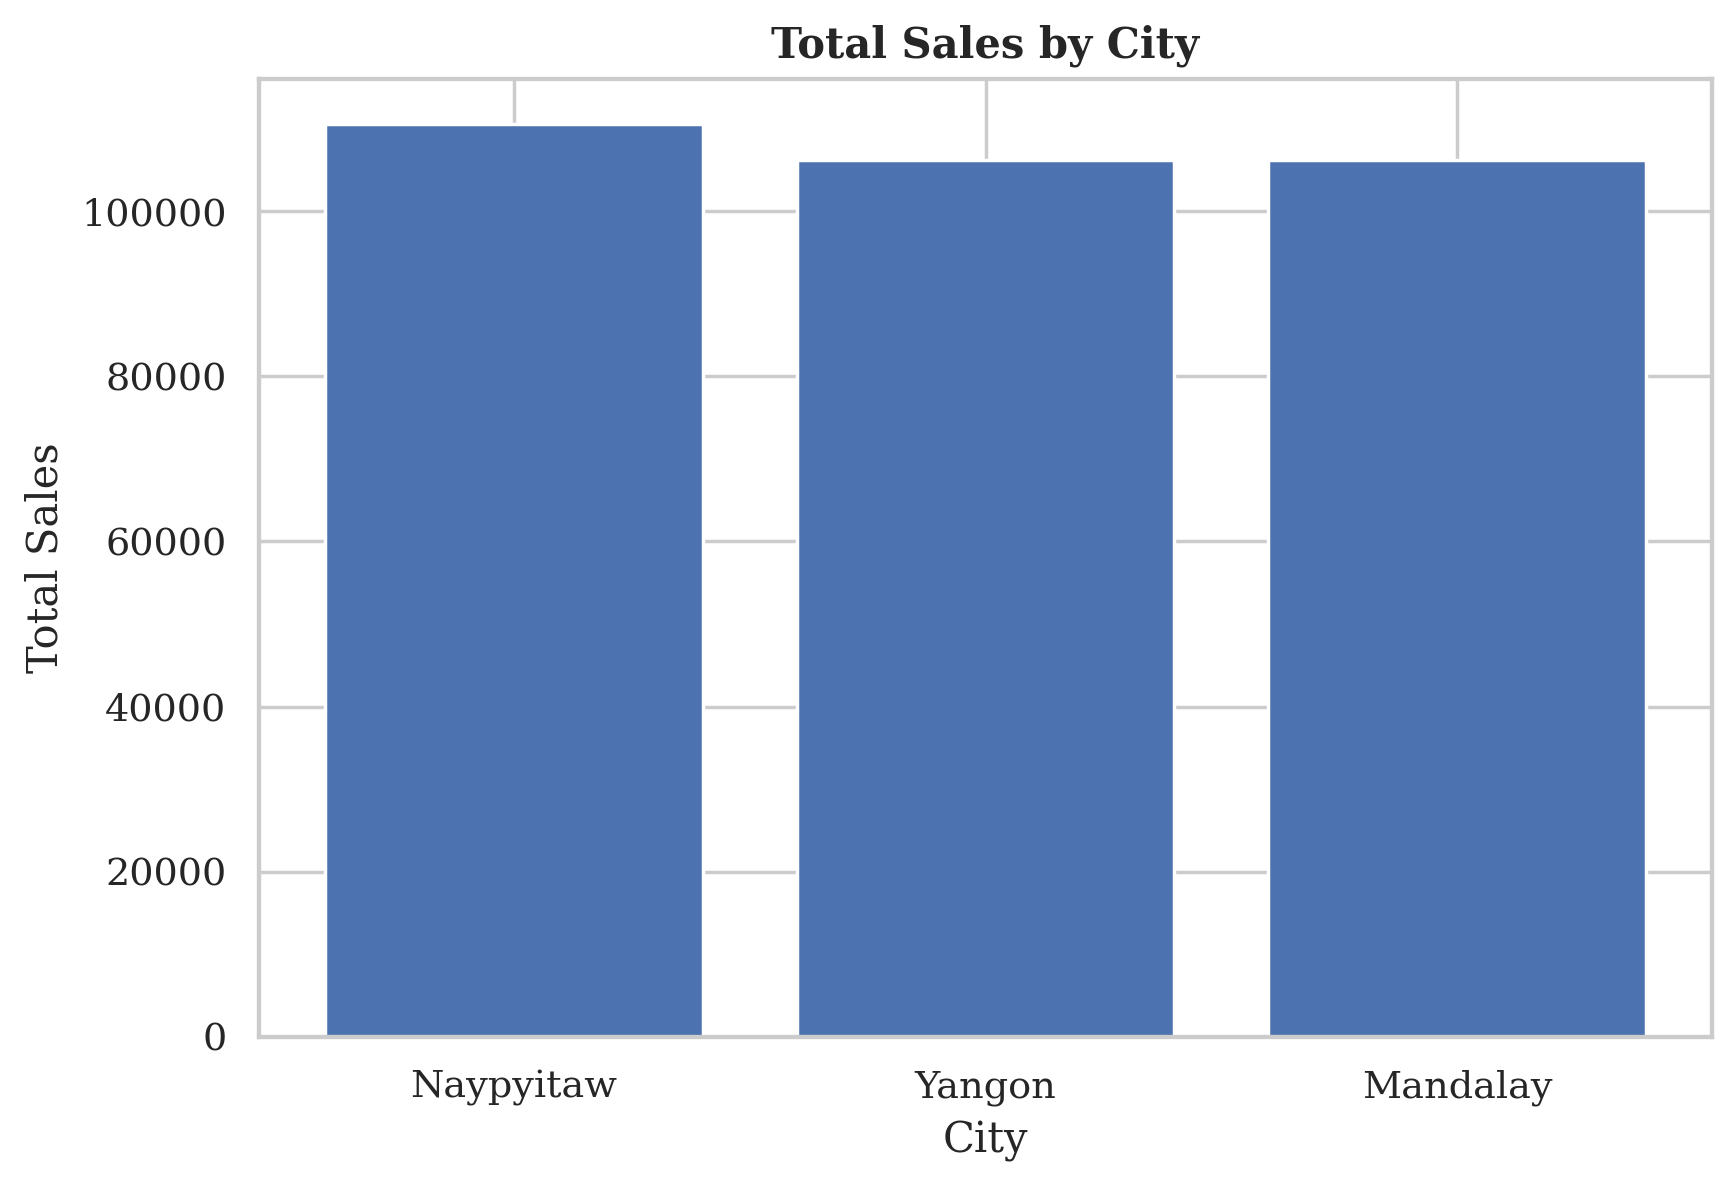 Total Sales by City
Total Sales
100000
80000
60000
40000
20000
0
Naypyitaw
Yangon
Mandalay
City